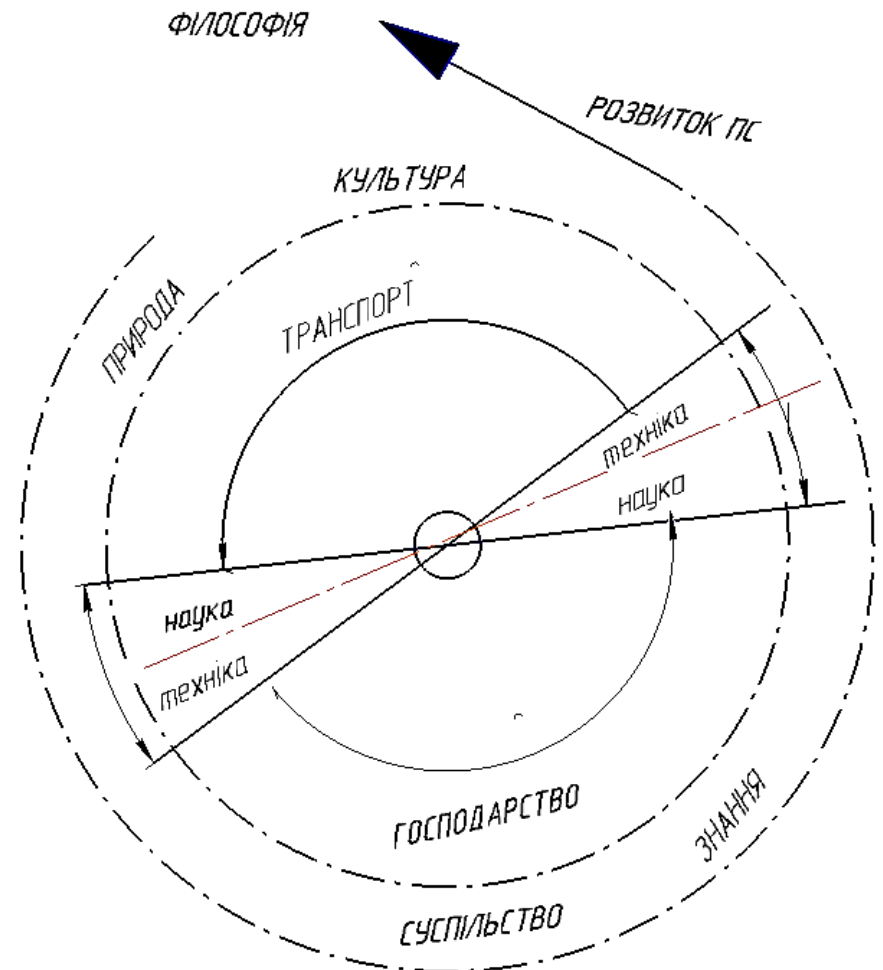 ФІЛОСОФІЯ
РОЗВИТОК ПС
КУЛЬТУРА
ПРИРОДА
ТРАНСПОРТ
техніка
наука
наука
техніка
ГОСПОДАРСТВО
ЗНАННЯ
СУСПІЛЬСТВО